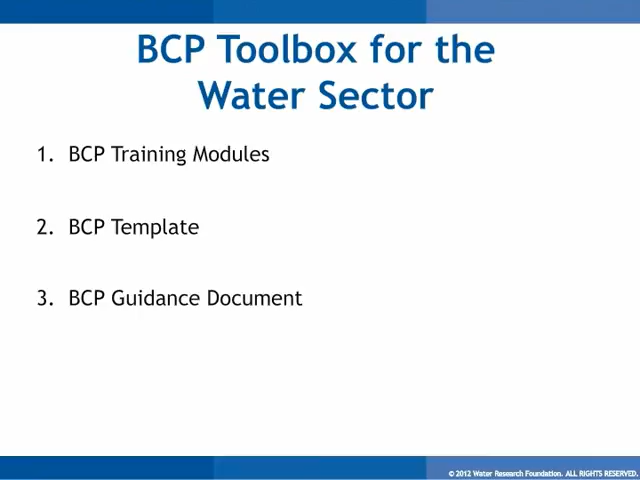 BCP Toolbox for the
Water Sector
1. BCP Training Modules
2. BCP Template
3. BCP Guidance Document
© 2012 Water Research Foundation. ALL RIGHTS RESERVED.